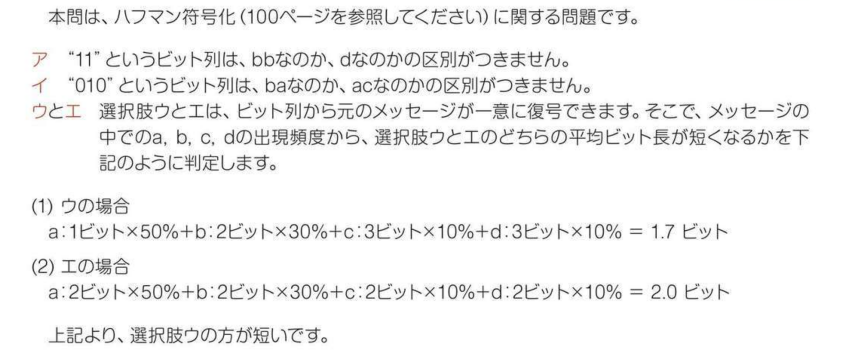 本問は、ハフマン符号化（100ページを参照してください）に関する問題です。
ア “11”というビット列は、bbなのか、dなのかの区別がつきません。
イ “010”というビット列は、baなのか、acなのかの区別がつきません。
ウとエ 選択肢ウとエは、ビット列から元のメッセージが一意に復号できます。そこで、メッセージの
中でのa, b, c, dの出現頻度から、選択肢ウとエのどちらの平均ビット長が短くなるかを下
記のように判定します。
(1) ウの場合
a：1ビット×50%＋b：2ビット×30%＋c：3ビット×10%＋d：3ビット×10% ＝ 1.7 ビット
(2) エの場合
a：2ビット×50%＋b：2ビット×30%＋c：2ビット×10%＋d：2ビット×10% ＝ 2.0 ビット
上記より、選択肢ウの方が短いです。